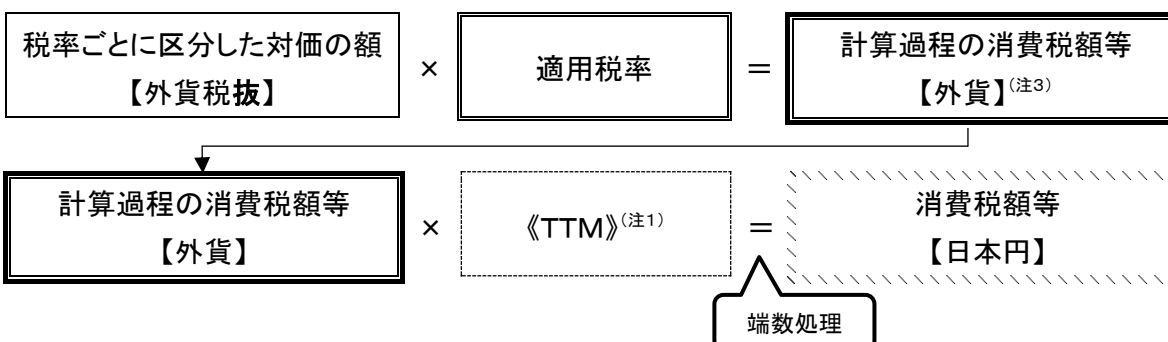 税率ごとに区分した対価の額
【外貨税抜】
×
適用税率
＝
計算過程の消費税額等
【外貨】(注3)
計算過程の消費税額等
【外貨】
×
《TTM》(注1)
＝
消費税額等
【日本円】
端数処理